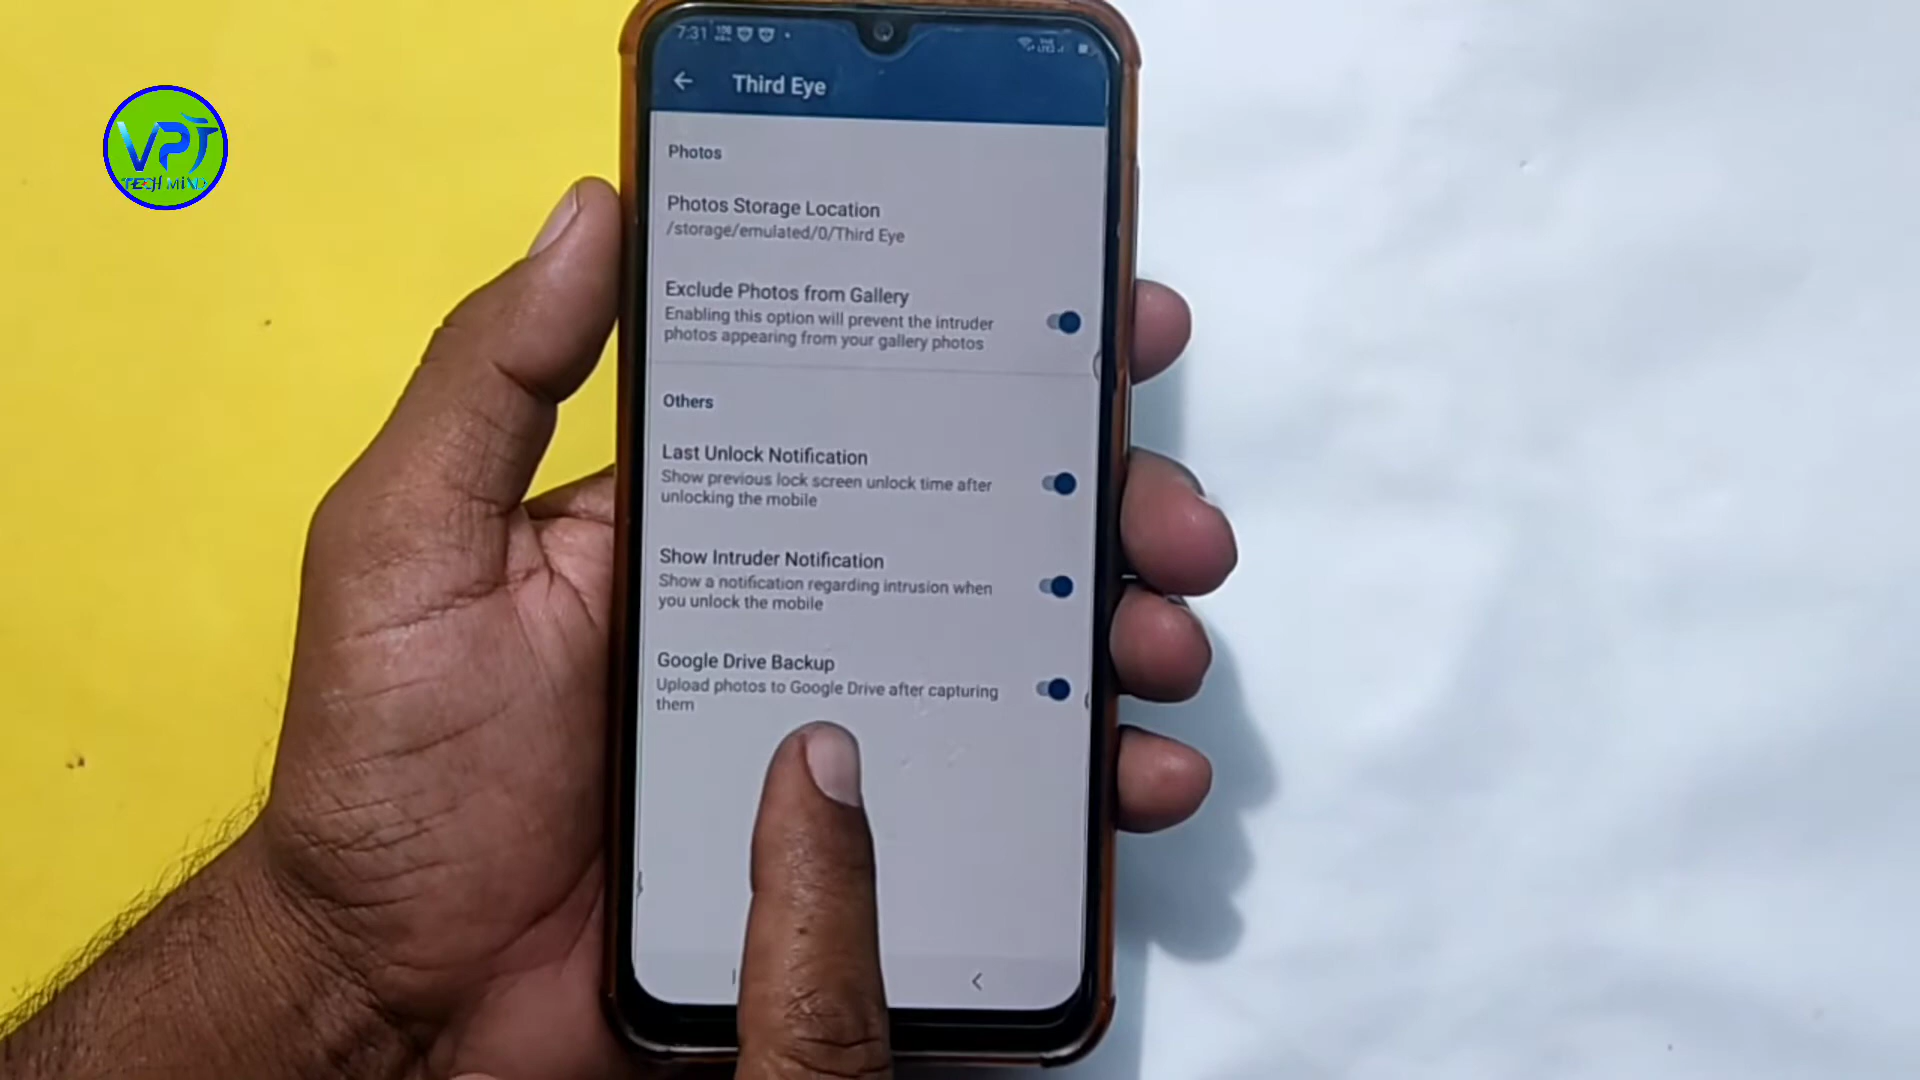 VPT
TECH MIND
7:31
Third Eye
Photos
Photos Storage Location
/storage/emulated/0/Third Eye
Exclude Photos from Gallery
Enabling this option will prevent the intruder
photos appearing from your gallery photos
Others
Last Unlock Notification
Show previous lock screen unlock time after
unlocking the mobile
Show Intruder Notification
Show a notification regarding intrusion when
you unlock the mobile
Google Drive Backup
Upload photos to Google Drive after capturing
them